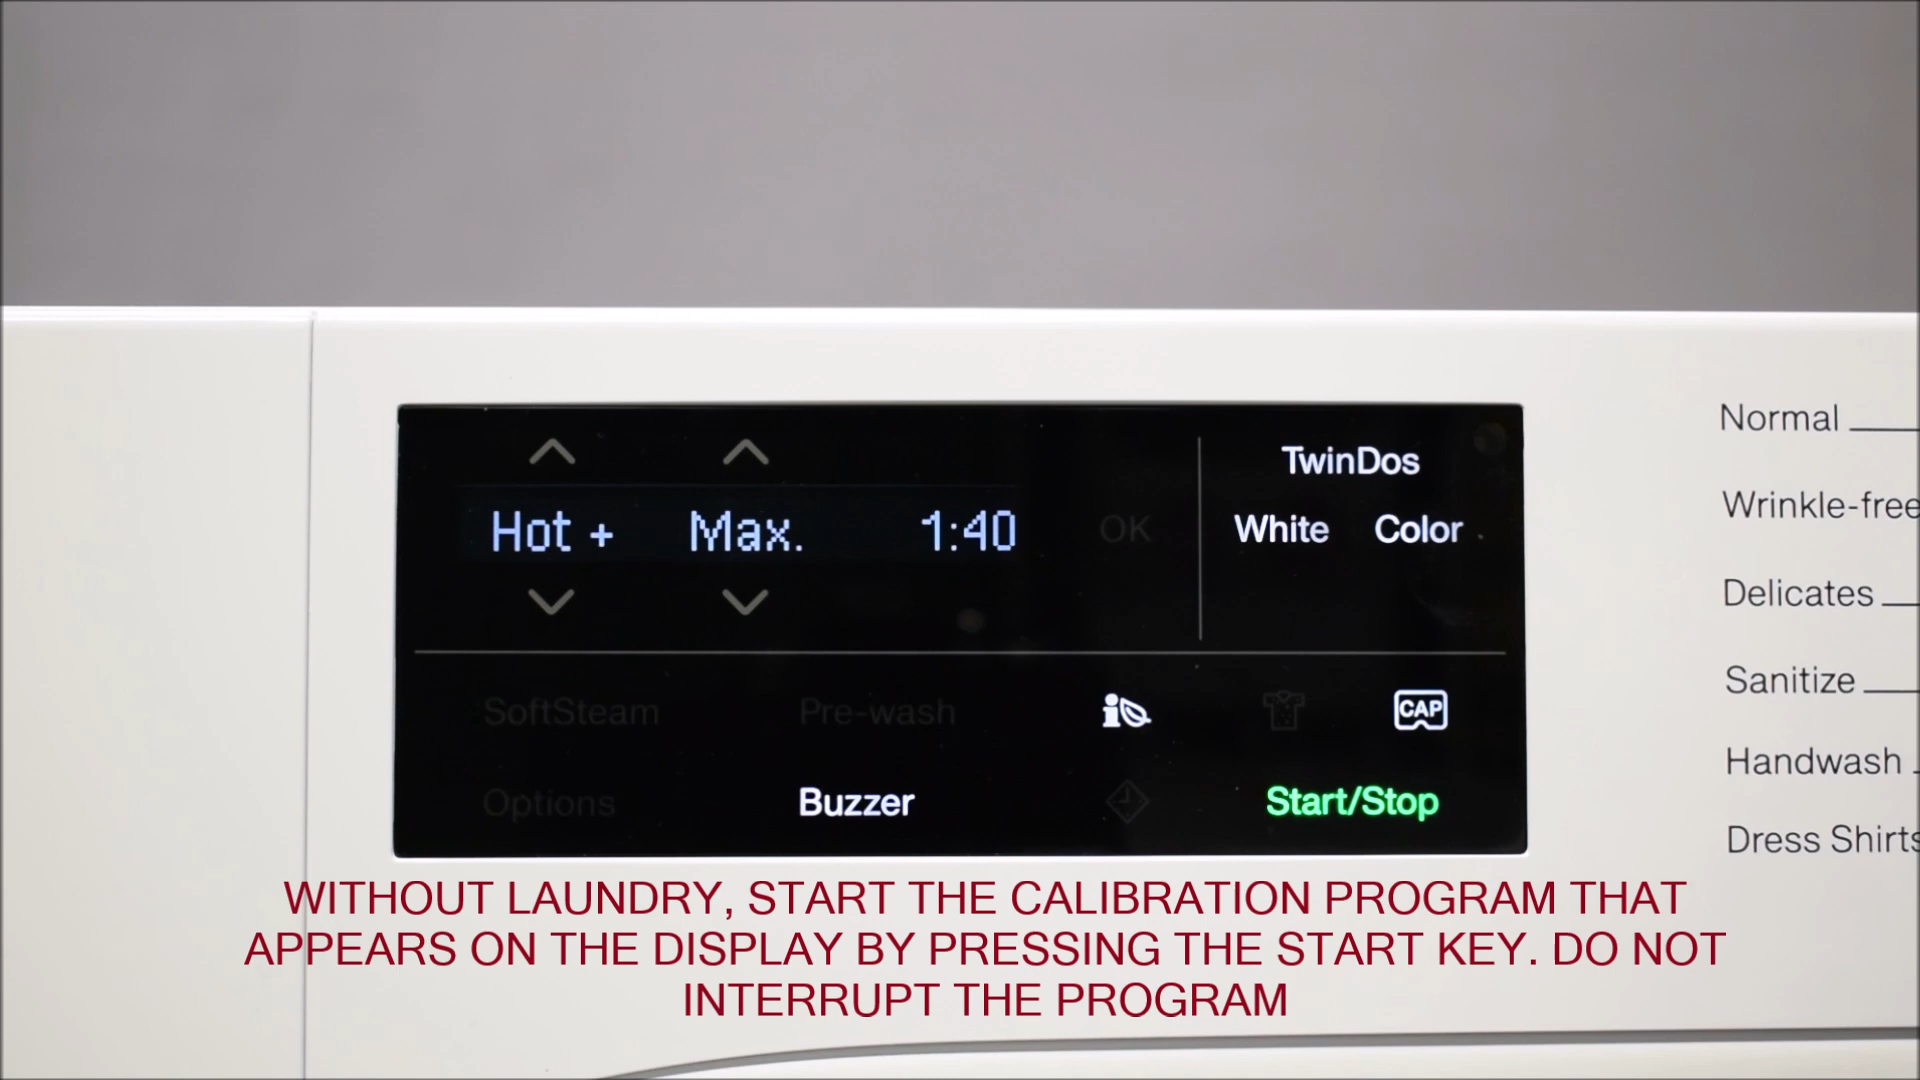 TwinDos
Hot + Max. 1:40 OK White Color
SoftSteam Pre-wash CAP
Options Buzzer Start/Stop
Normal
Wrinkle-free
Delicates
Sanitize
Handwash
Dress Shirts
WITHOUT LAUNDRY, START THE CALIBRATION PROGRAM THAT
APPEARS ON THE DISPLAY BY PRESSING THE START KEY. DO NOT
INTERRUPT THE PROGRAM